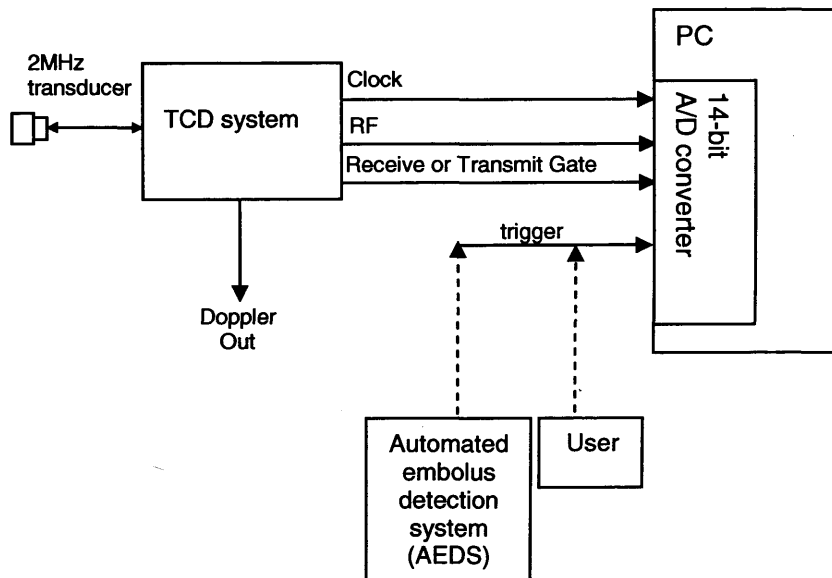 PC
2MHz
transducer
TCD system
Clock
RF
Receive or Transmit Gate
14-bit
A/D converter
trigger
Doppler
Out
Automated
embolus
detection
system
(AEDS)
User